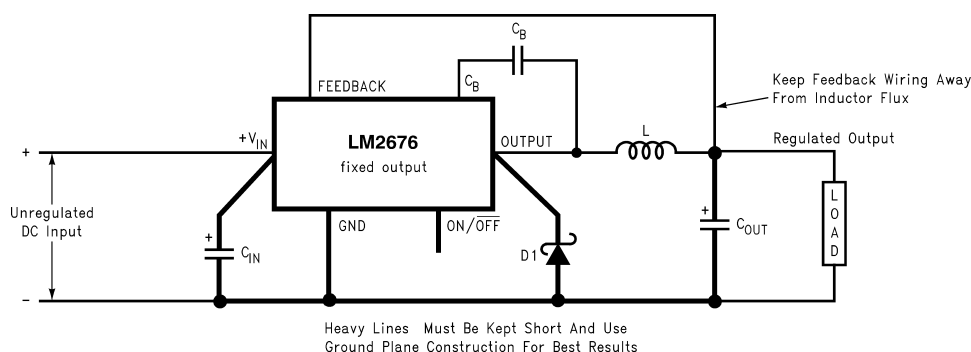 C_B
FEEDBACK
C_B
Keep Feedback Wiring Away
From Inductor Flux
+V_IN
LM2676
fixed output
OUTPUT
L
Regulated Output
+
Unregulated
DC Input
-
+
C_IN
GND
ON/O̅F̅F̅
D1
+
C_OUT
LOAD
Heavy Lines Must Be Kept Short And Use
Ground Plane Construction For Best Results